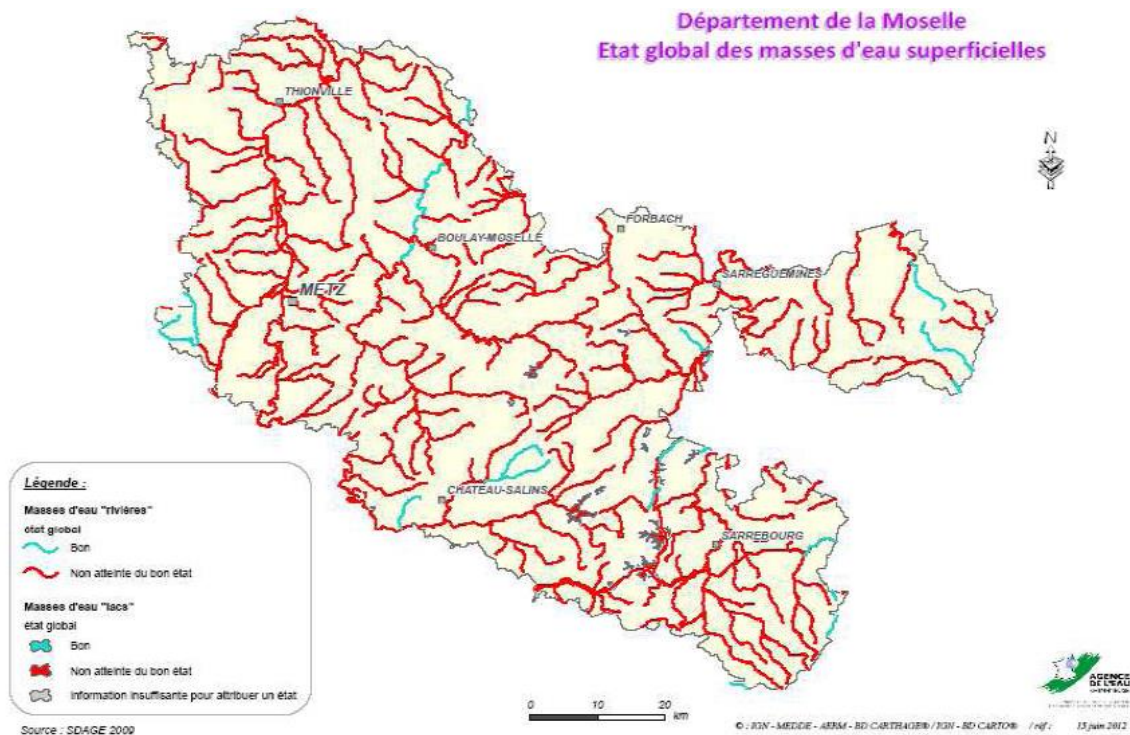 Département de la Moselle
Etat global des masses d'eau superficielles
N
THIONVILLE
FORBACH
BOULAY-MOSELLE
SARREGUEMINES
METZ
CHATEAU-SALINS
SARREBOURG
Légende :
Masses d'eau "rivières"
état global
Bon
Non atteinte du bon état
Masses d'eau "lacs"
état global
Bon
Non atteinte du bon état
Information insuffisante pour attribuer un état
0 10 20
km
AGENCE
DE L'EAU
Source : SDAGE 2009
© : IGN - MEDDE - AERM - BD CARTHAGE® / IGN - BD CARTO® / réf : 15 juin 2012